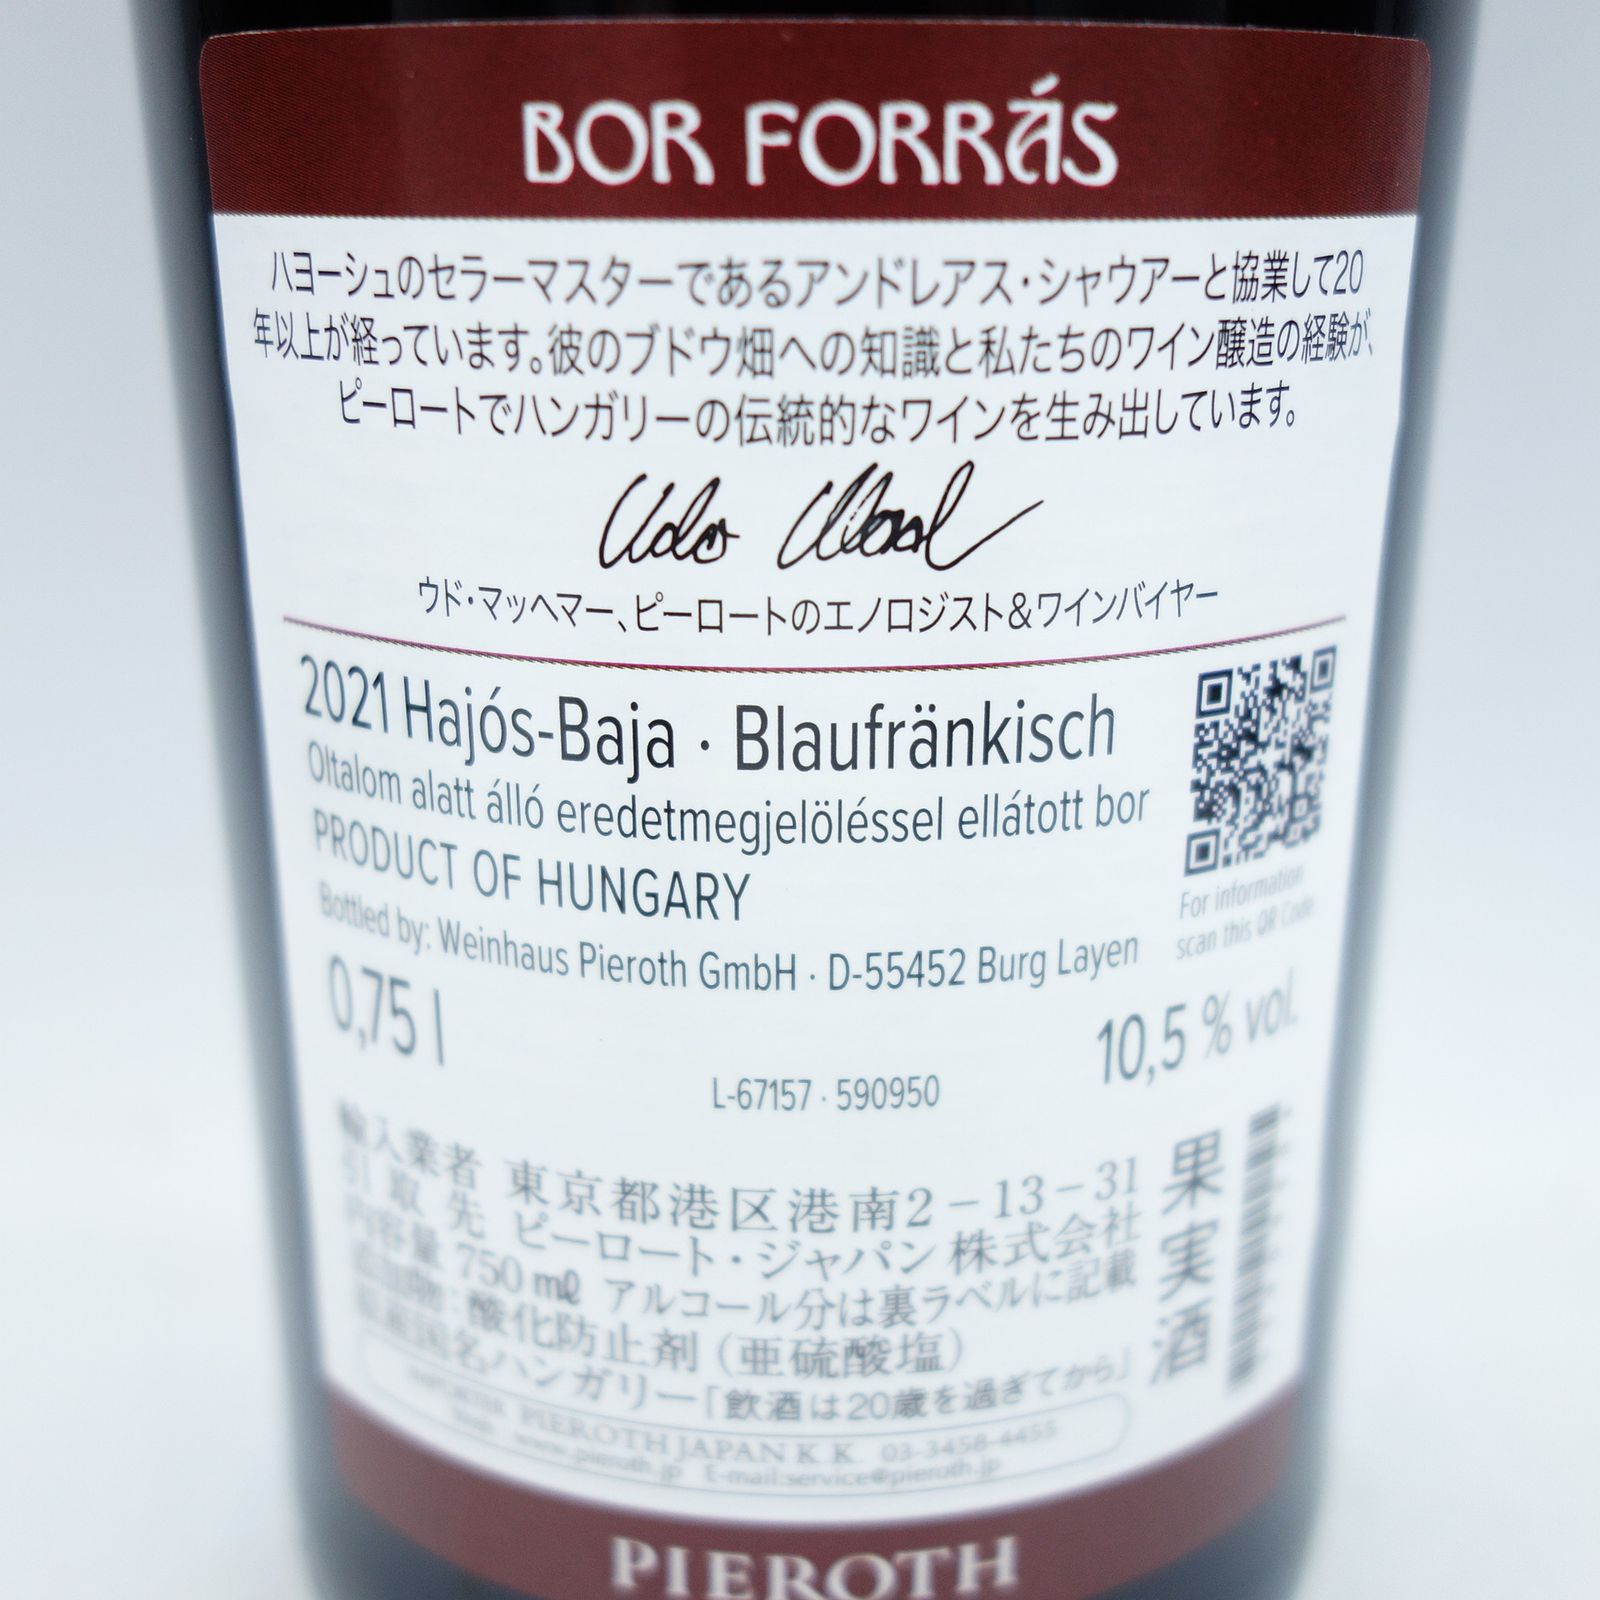 BOR FORRÁS
ハヨーシュのセラーマスターであるアンドレアス・シャウアーと協業して20
年以上が経っています。彼のブドウ畑への知識と私たちのワイン醸造の経験が、
ピーロートでハンガリーの伝統的なワインを生み出しています。
ウド・マッヘマー、ピーロートのエノロジスト&ワインバイヤー
2021 Hajós-Baja · Blaufränkisch
Oltalom alatt álló eredetmegjelöléssel ellátott bor
PRODUCT OF HUNGARY
Bottled by: Weinhaus Pieroth GmbH · D-55452 Burg Layen
For information
scan this QR Code
0,75 l
10,5 % vol.
L-67157 · 590950
輸入業者 東京都港区港南2-13-31
引取先 ピーロート・ジャパン株式会社
内容量 750mℓ アルコール分は裏ラベルに記載
添加物:酸化防止剤(亜硫酸塩)
原産国名ハンガリー「飲酒は20歳を過ぎてから」
果実酒
IMPORTER PIEROTH JAPAN K.K. 03-3458-4455
www.pieroth.jp E-mail:service@pieroth.jp
PIEROTH